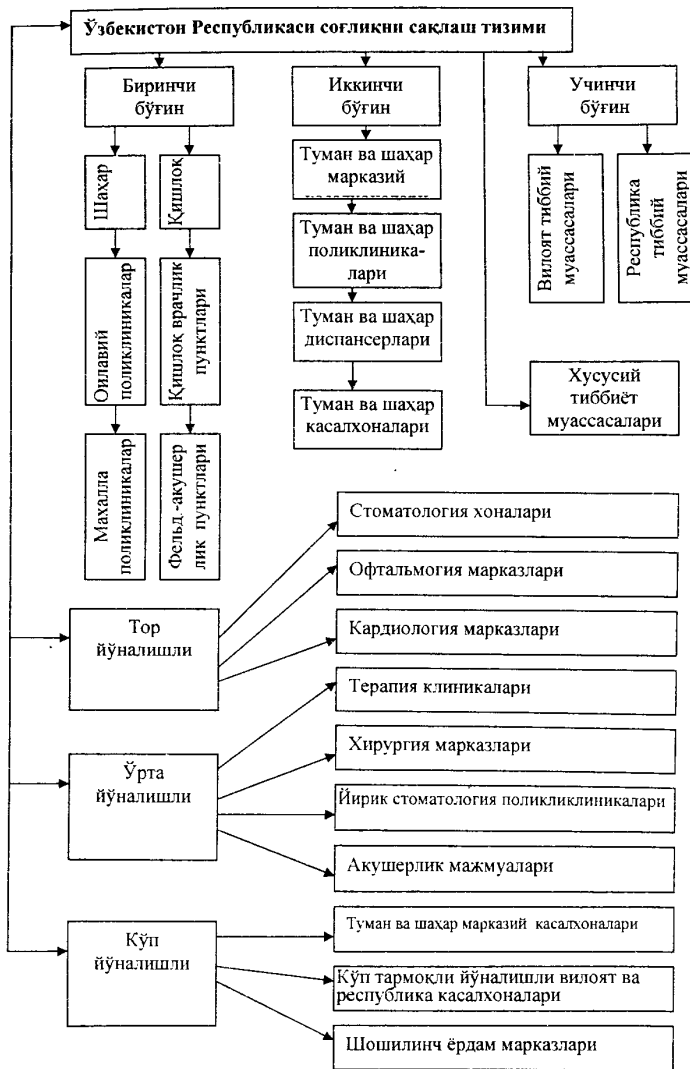 Ўзбекистон Республикаси соғлиқни сақлаш тизими
Биринчи
бўғин
Иккинчи
бўғин
Учинчи
бўғин
Шаҳар
Қишлоқ
Оилавий
поликлиникалар
Қишлоқ врачлик
пунктлари
Махалла
поликлиникалар
Фельд.-акушер
лик пунктлари
Туман ва шаҳар
марказий
Туман ва шаҳар
поликлиника-
лари
Туман ва шаҳар
диспансерлари
Туман ва шаҳар
касалхоналари
Вилоят тиббий
муассасалари
Республика
тиббий
муассасалари
Хусусий
тиббиёт
муассасалари
Тор
йўналишли
Стоматология хоналари
Офтальмогия марказлари
Кардиология марказлари
Ўрта
йўналишли
Терапия клиникалари
Хирургия марказлари
Йирик стоматология поликликлиникалари
Акушерлик мажмуалари
Кўп
йўналишли
Туман ва шаҳар марказий касалхоналари
Кўп тармоқли йўналишли вилоят ва
республика касалхоналари
Шошилинч ёрдам марказлари